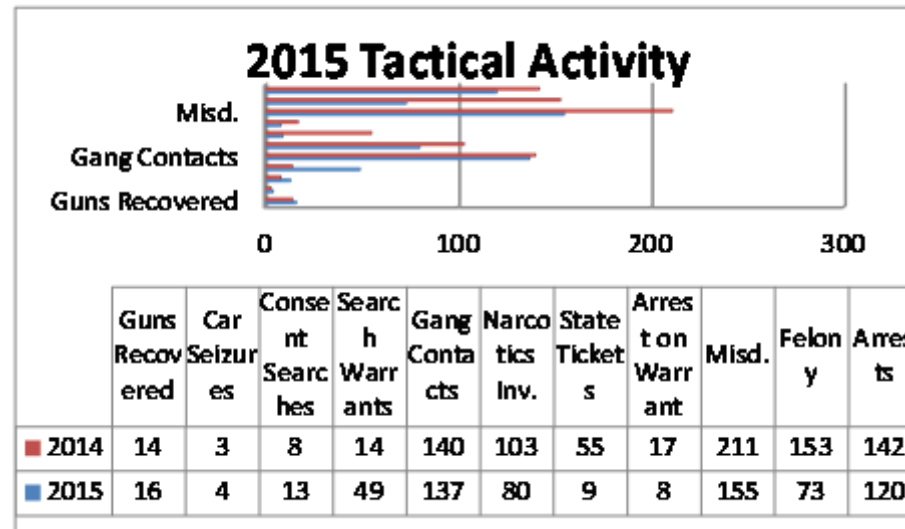 2015 Tactical Activity
Misd.
Gang Contacts
Guns Recovered
0 100 200 300
Guns Recovered Car Seizures Consent Searches Search Warrants Gang Contacts Narcotics Inv. State Tickets Arrest on Warrant Misd. Felony Arrests
2014 14 3 8 14 140 103 55 17 211 153 142
2015 16 4 13 49 137 80 9 8 155 73 120